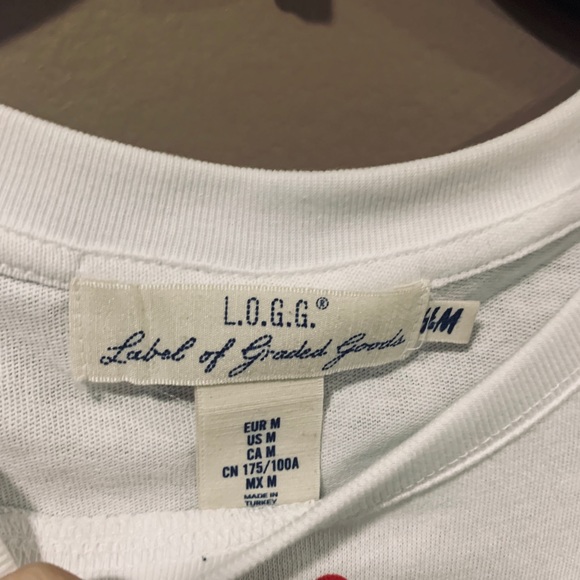 L.O.G.G.®
Label of Graded Goods
EUR M
US M
CA M
CN 175/100A
MX M
MADE IN
TURKEY